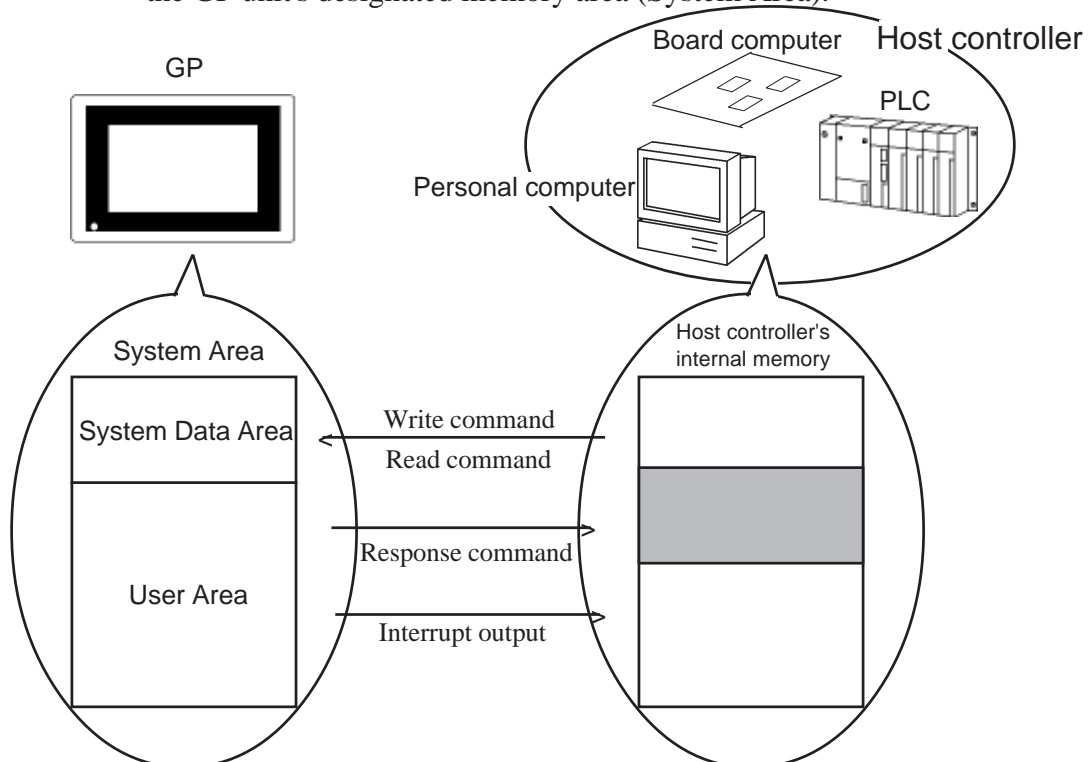 the GP unit's designated memory area (System Area).
Board computer
Host controller
GP
PLC
Personal computer
Host controller's
internal memory
System Area
System Data Area
Write command
Read command
Response command
User Area
Interrupt output